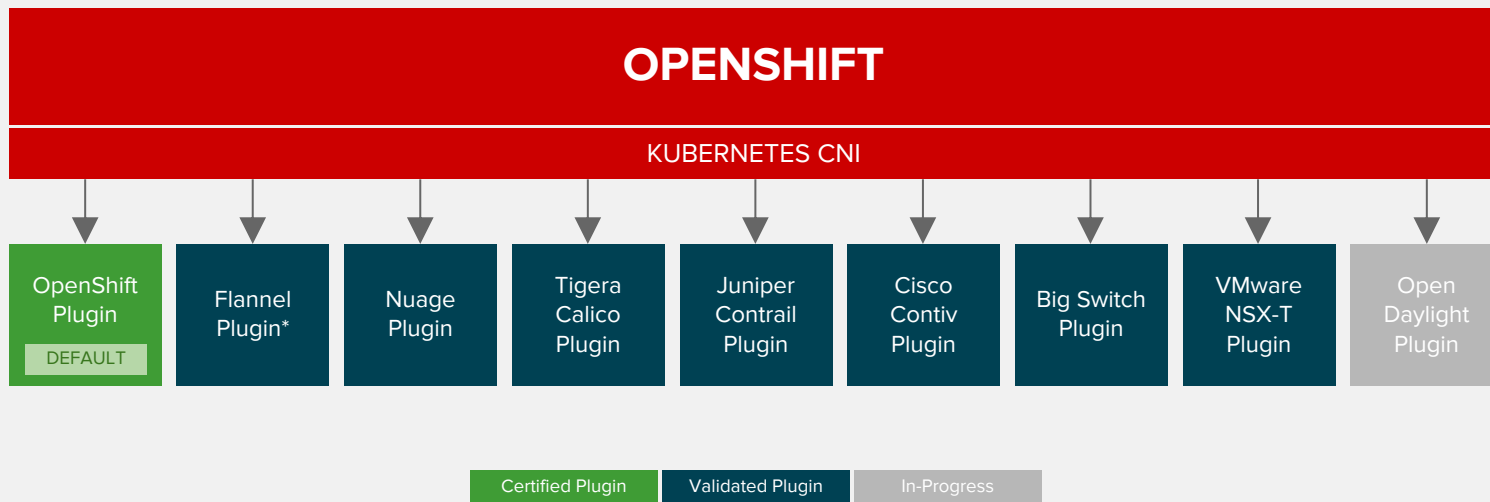 OPENSHIFT
KUBERNETES CNI
OpenShift
Plugin
DEFAULT
Flannel
Plugin*
Nuage
Plugin
Tigera
Calico
Plugin
Juniper
Contrail
Plugin
Cisco
Contiv
Plugin
Big Switch
Plugin
VMware
NSX-T
Plugin
Open
Daylight
Plugin
Certified Plugin
Validated Plugin
In-Progress